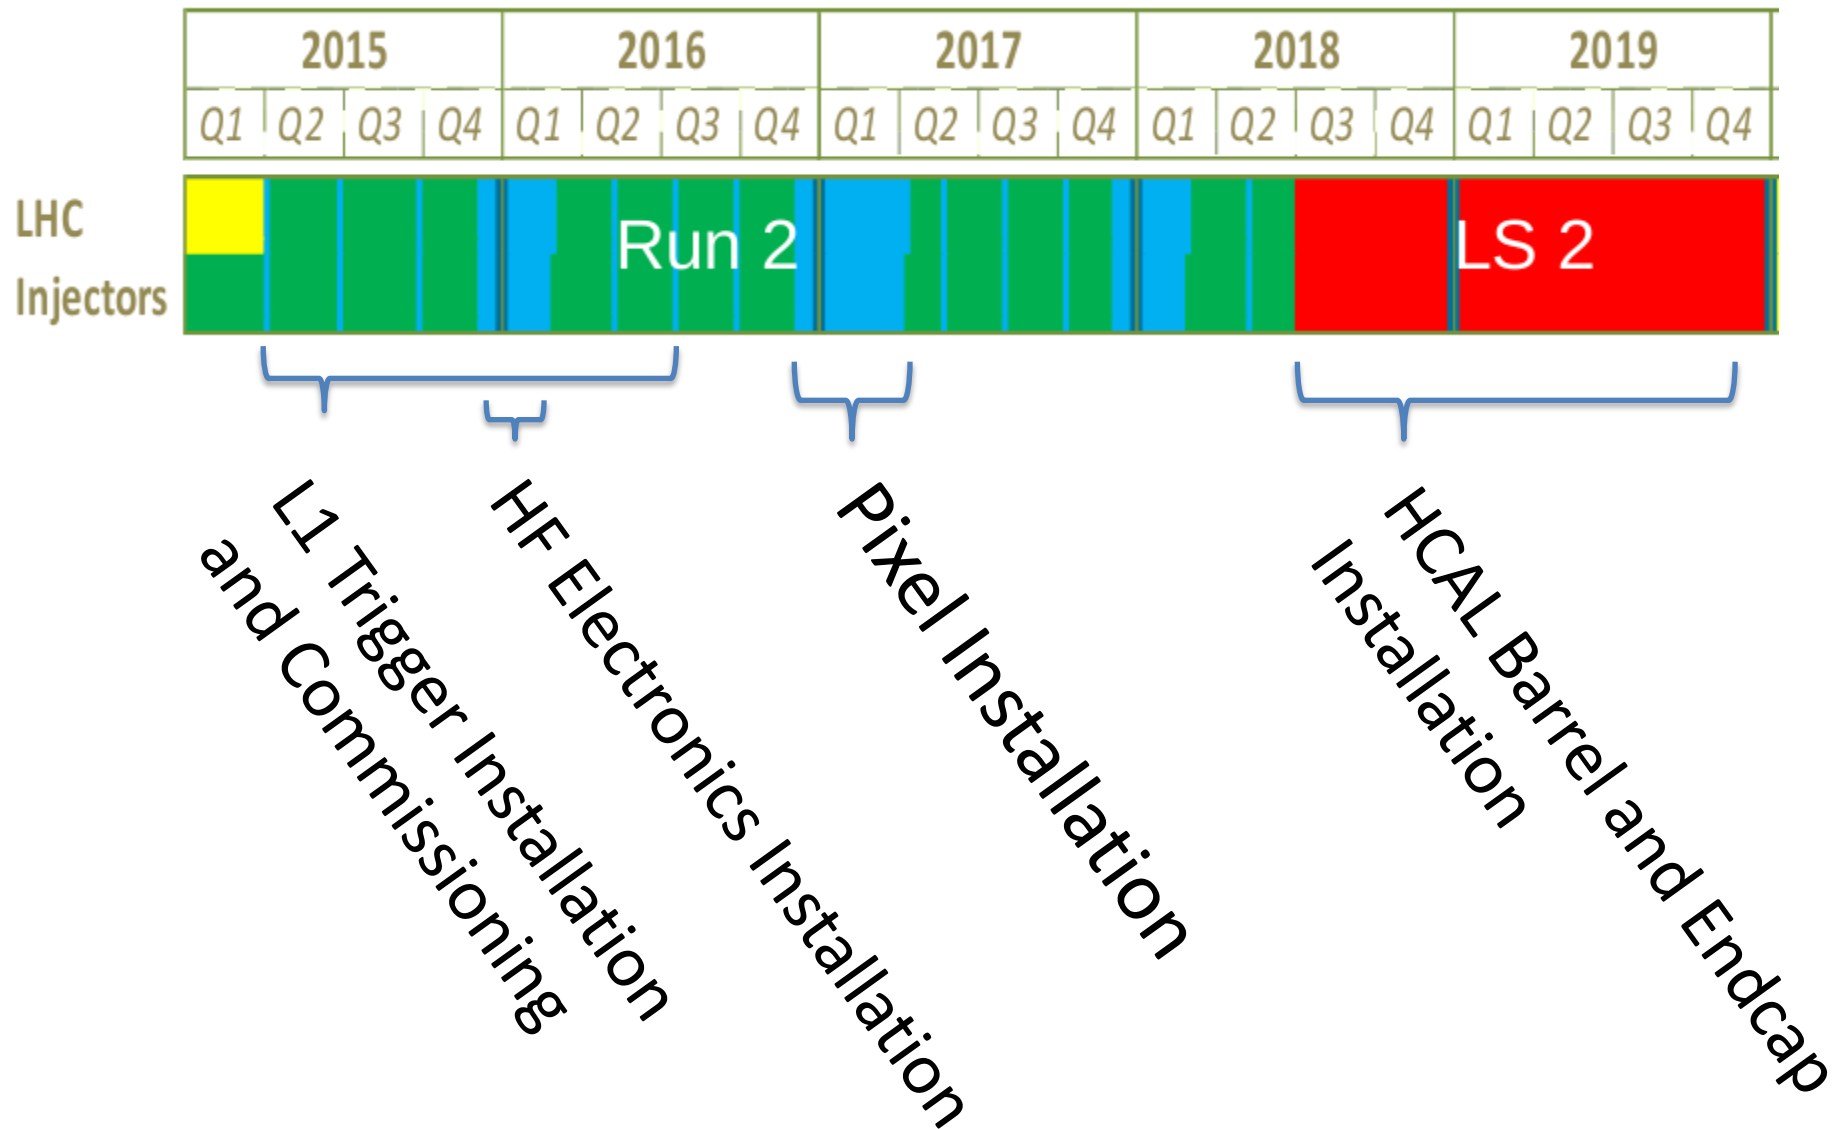 2015 2016 2017 2018 2019
Q1 Q2 Q3 Q4 Q1 Q2 Q3 Q4 Q1 Q2 Q3 Q4 Q1 Q2 Q3 Q4 Q1 Q2 Q3 Q4
LHC
Injectors
Run 2
LS 2
L1 Trigger Installation
and Commissioning
HF Electronics Installation
Pixel Installation
HCAL Barrel and Endcap
Installation